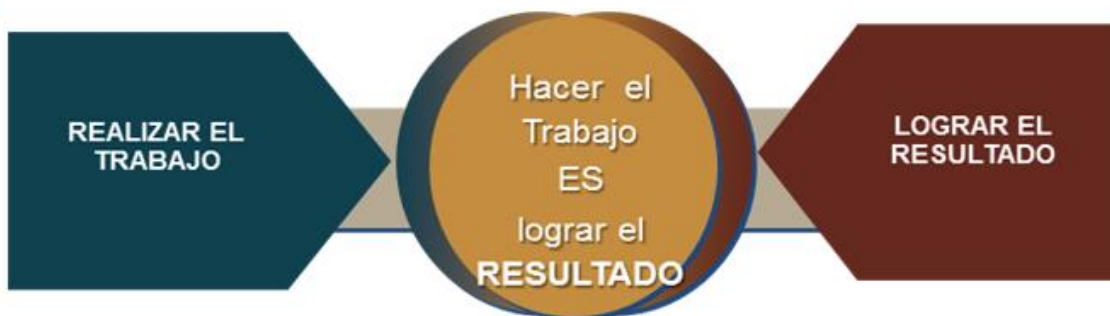 REALIZAR EL
TRABAJO
Hacer el
Trabajo
ES
lograr el
RESULTADO
LOGRAR EL
RESULTADO